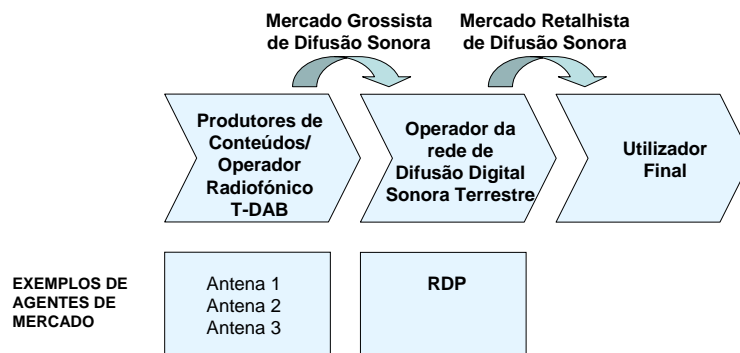 Mercado Grossista
de Difusão Sonora
Mercado Retalhista
de Difusão Sonora
Produtores de
Conteúdos/
Operador
Radiofónico
T-DAB
Operador da
rede de
Difusão Digital
Sonora Terrestre
Utilizador
Final
EXEMPLOS DE
AGENTES DE
MERCADO
Antena 1
Antena 2
Antena 3
RDP